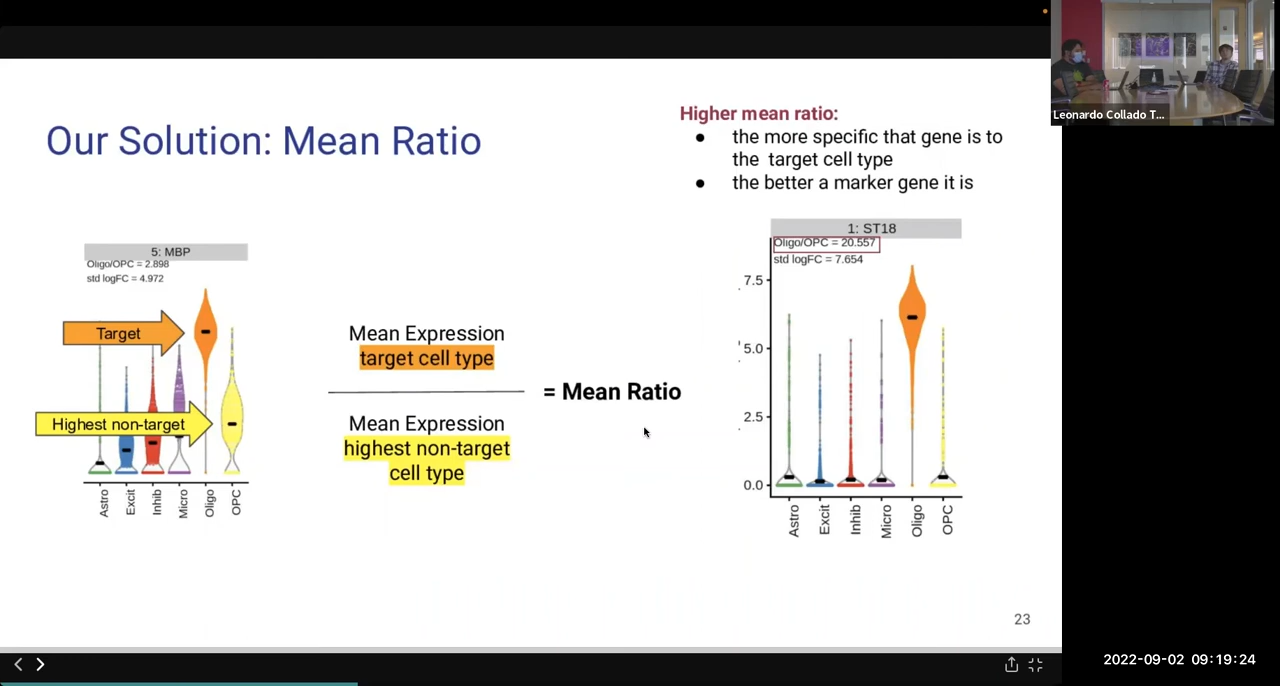 Our Solution: Mean Ratio
Higher mean ratio:
● the more specific that gene is to
the target cell type
● the better a marker gene it is
5: MBP
Oligo/OPC = 2.898
std logFC = 4.972
Target
Highest non-target
Astro
Excit
Inhib
Micro
Oligo
OPC
Mean Expression
target cell type
Mean Expression
highest non-target
cell type
= Mean Ratio
1: ST18
Oligo/OPC = 20.557
std logFC = 7.654
7.5
5.0
2.5
0.0
Astro
Excit
Inhib
Micro
Oligo
OPC
23
Leonardo Collado T...
2022-09-02 09:19:24